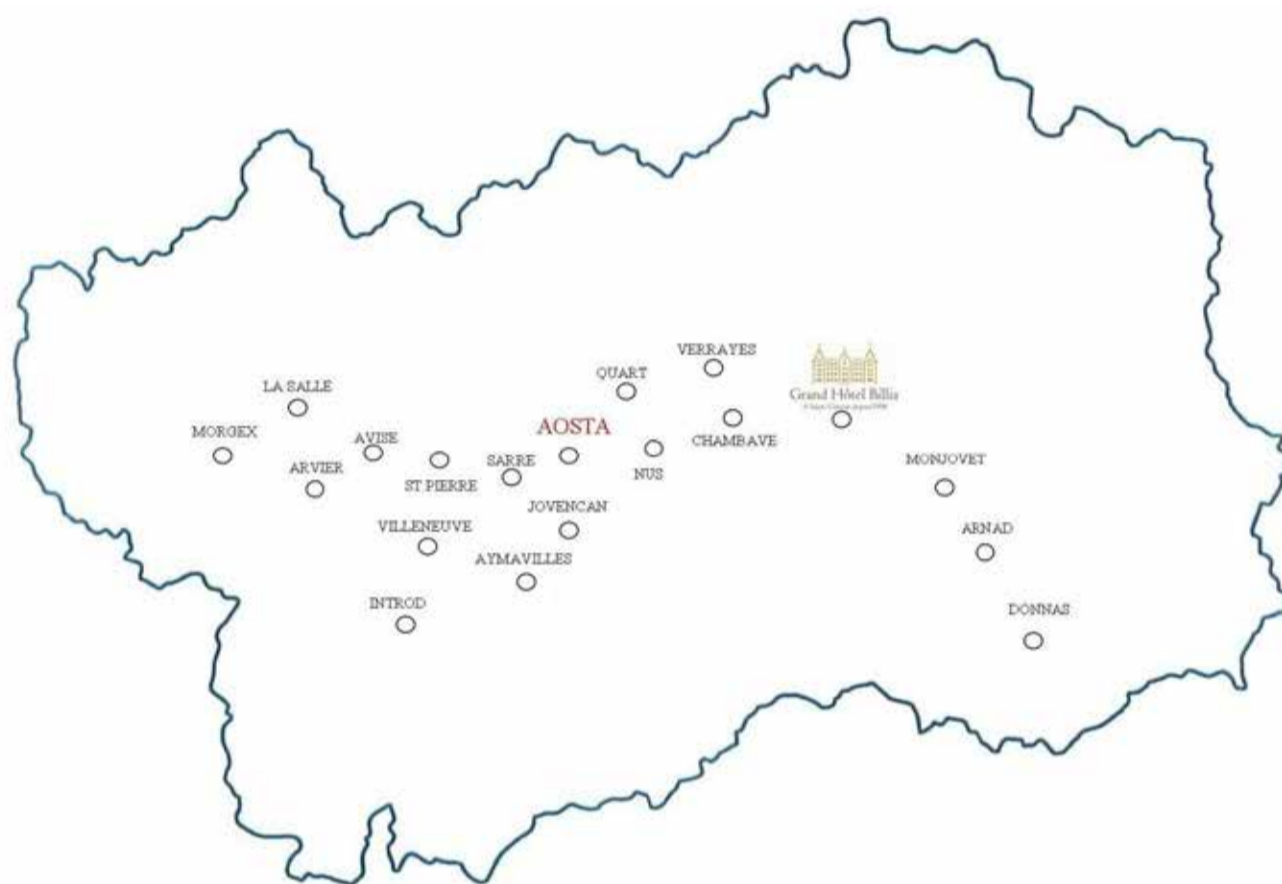 VERRAYES
QUART
Grand Hôtel Billia
LA SALLE
AOSTA
MORGEX
AVISE
CHAMBAVE
SARRE
MONJOVET
ARVIER
ST PIERRE
NUS
JOVENCAN
VILLENEUVE
ARNAD
AYMAVILLES
INTROD
DONNAS